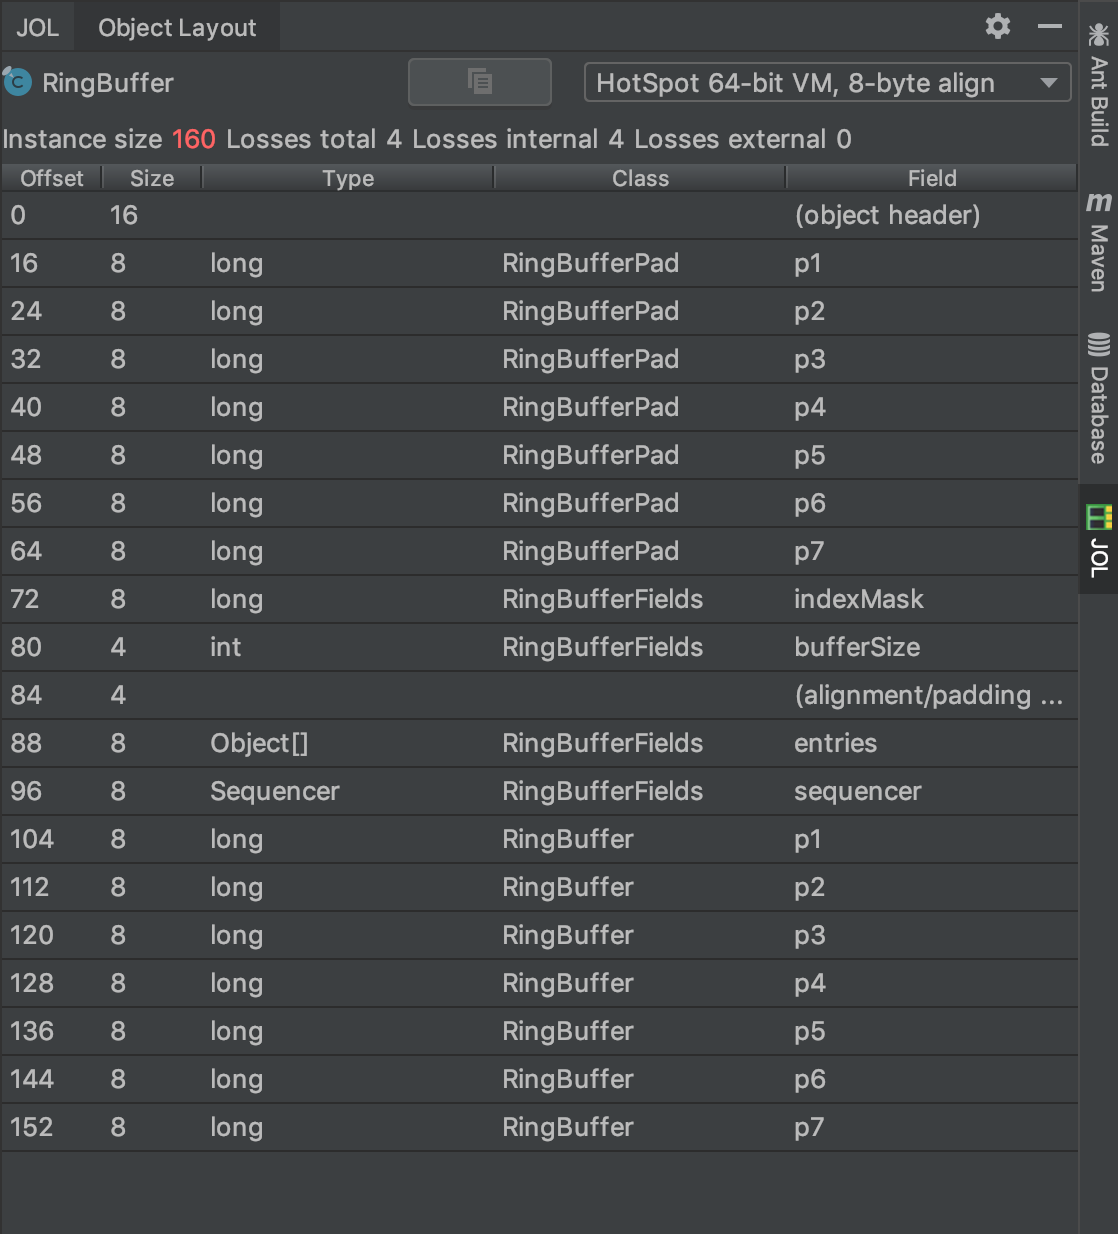 JOL Object Layout
RingBuffer HotSpot 64-bit VM, 8-byte align
Instance size 160 Losses total 4 Losses internal 4 Losses external 0
Offset Size Type Class Field
0 16 (object header)
16 8 long RingBufferPad p1
24 8 long RingBufferPad p2
32 8 long RingBufferPad p3
40 8 long RingBufferPad p4
48 8 long RingBufferPad p5
56 8 long RingBufferPad p6
64 8 long RingBufferPad p7
72 8 long RingBufferFields indexMask
80 4 int RingBufferFields bufferSize
84 4 (alignment/padding ...
88 8 Object[] RingBufferFields entries
96 8 Sequencer RingBufferFields sequencer
104 8 long RingBuffer p1
112 8 long RingBuffer p2
120 8 long RingBuffer p3
128 8 long RingBuffer p4
136 8 long RingBuffer p5
144 8 long RingBuffer p6
152 8 long RingBuffer p7
Ant Build
Maven
Database
JOL